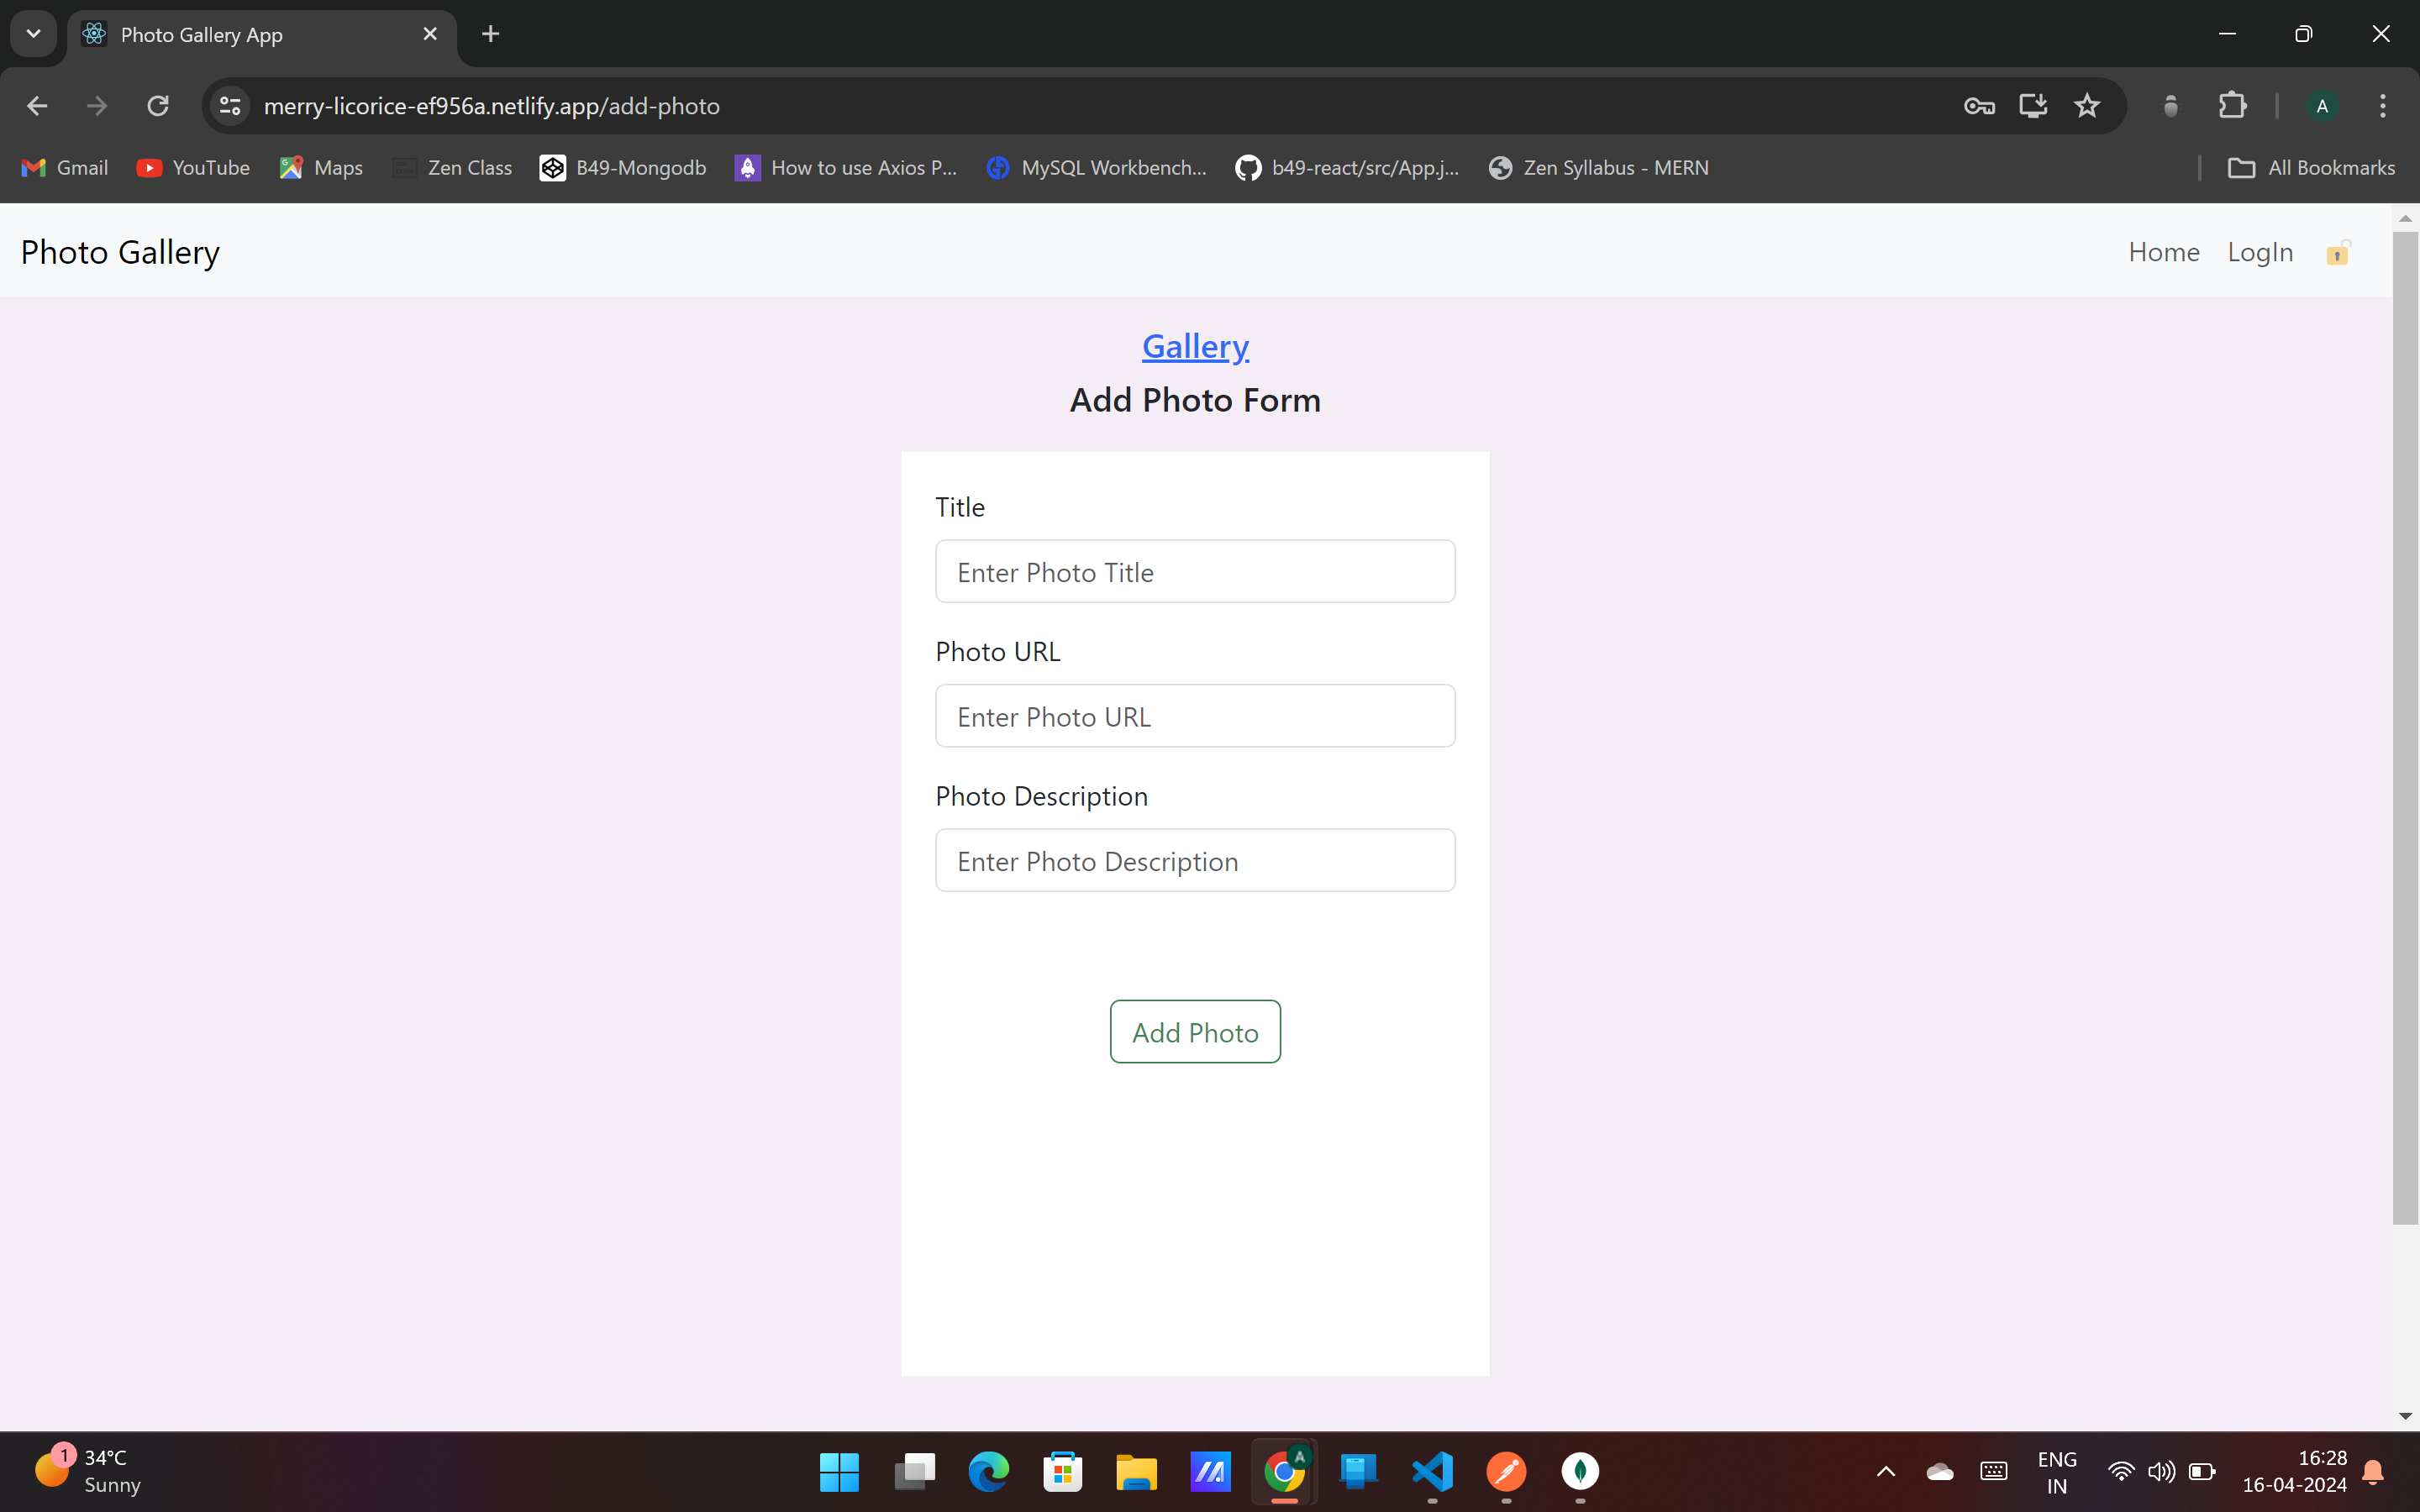 Photo Gallery App
merry-licorice-ef956a.netlify.app/add-photo
A
Gmail YouTube Maps Zen Class B49-Mongodb How to use Axios P... MySQL Workbench... b49-react/src/App.j... Zen Syllabus - MERN All Bookmarks
Photo Gallery Home LogIn
Gallery
Add Photo Form
Title
Enter Photo Title
Photo URL
Enter Photo URL
Photo Description
Enter Photo Description
Add Photo
1 34°C
Sunny
A
ENG
IN
16:28
16-04-2024